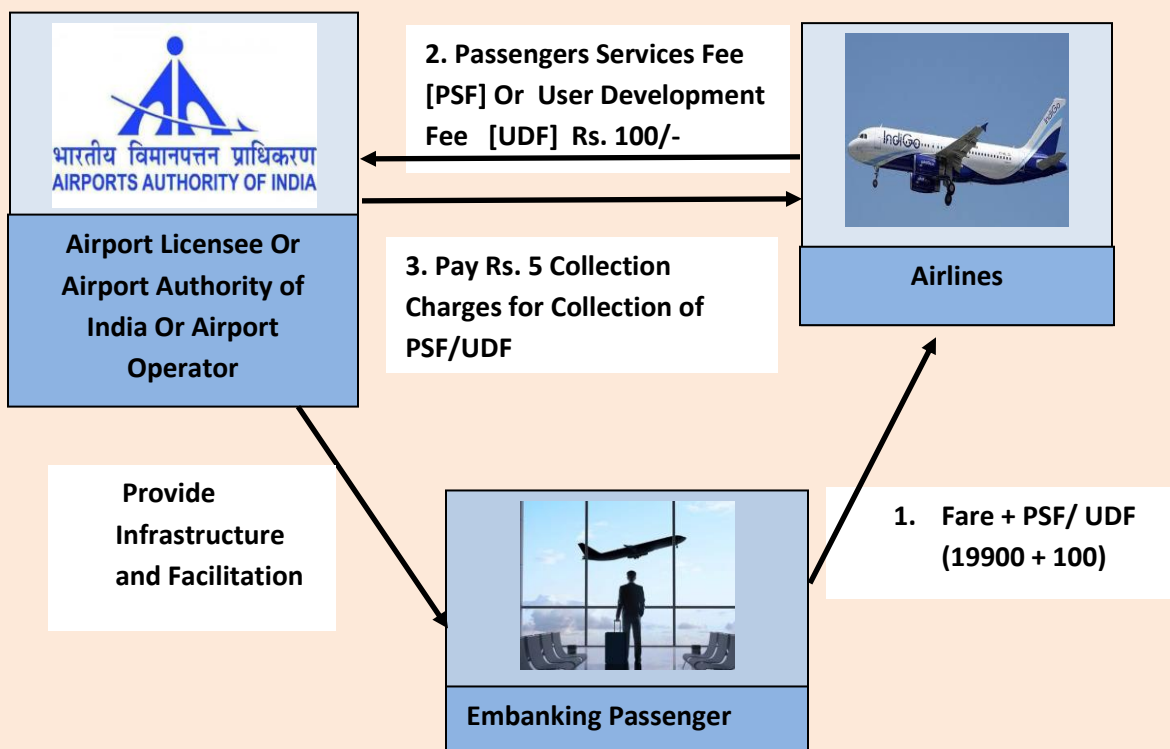 भारतीय विमानपत्तन प्राधिकरण
AIRPORTS AUTHORITY OF INDIA
Airport Licensee Or
Airport Authority of
India Or Airport
Operator
2. Passengers Services Fee
[PSF] Or User Development
Fee [UDF] Rs. 100/-
3. Pay Rs. 5 Collection
Charges for Collection of
PSF/UDF
IndiGo
IndiGo
Airlines
Provide
Infrastructure
and Facilitation
1. Fare + PSF/ UDF
(19900 + 100)
Embanking Passenger